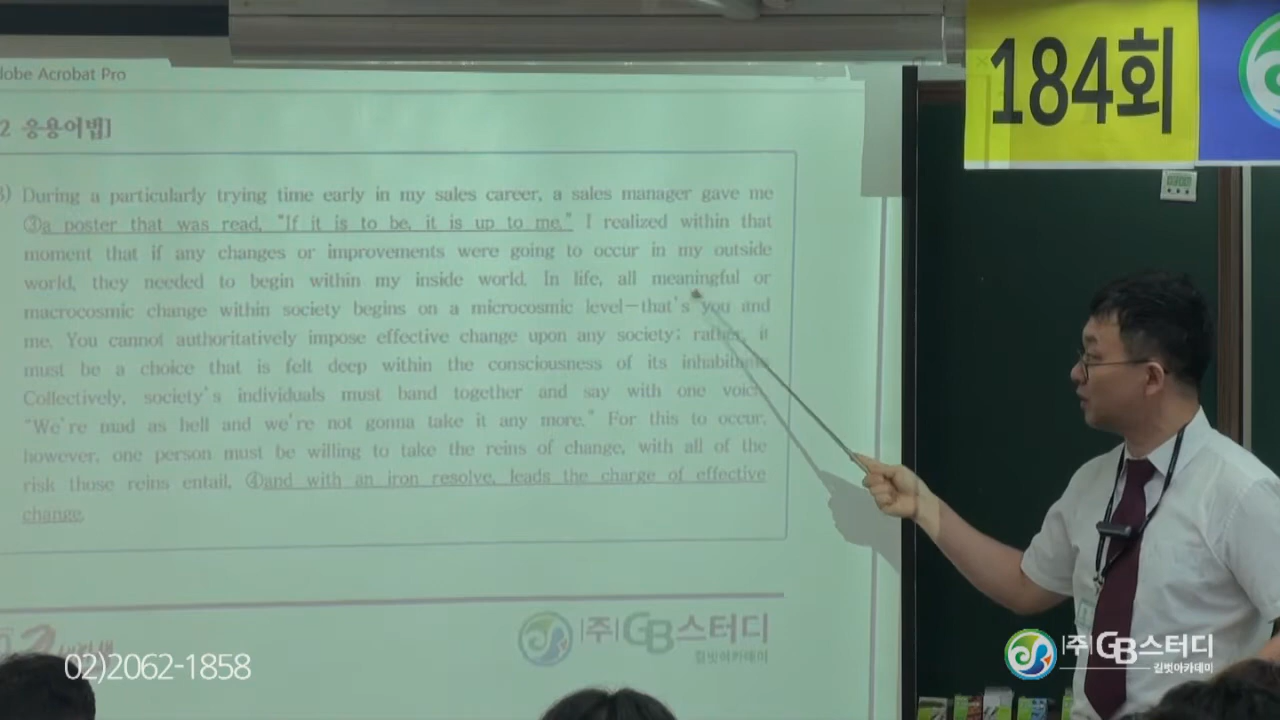 dobe Acrobat Pro
184회
2 응용어법]
3) During a particularly trying time early in my sales career, a sales manager gave me
③a poster that was read, "If it is to be, it is up to me." I realized within that
moment that if any changes or improvements were going to occur in my outside
world, they needed to begin within my inside world. In life, all meaningful or
macrocosmic change within society begins on a microcosmic level—that's you and
me. You cannot authoritatively impose effective change upon any society; rather, it
must be a choice that is felt deep within the consciousness of its
Collectively, society's individuals must band together and say with one voice,
"We're mad as hell and we're not gonna take it any more." For this to occur,
however, one person must be willing to take the reins of change, with all of the
risk those reins entail, ④and with an iron resolve, leads the charge of effective
change.
(주)GB스터디
길벗아카데미
02)2062-1858
(주)GB스터디
길벗아카데미